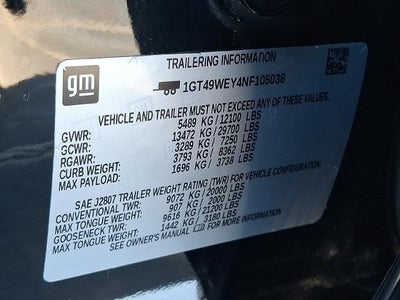 gm
TRAILERING INFORMATION
1GT49WEY4NF105038
VEHICLE AND TRAILER MUST NOT EXCEED ANY LIMITS
GVWR: 5489 KG / 12100 LBS
GCWR: 13472 KG / 29700 LBS
RGAWR: 3289 KG / 7250 LBS
CURB WEIGHT: 3793 KG / 8362 LBS
MAX PAYLOAD: 1696 KG / 3738 LBS
SAE J2807 TRAILER WEIGHT RATING (TWR) FOR VEHICLE CONFIGURATION
CONVENTIONAL TWR: 9072 KG / 20000 LBS
MAX TONGUE WEIGHT: 907 KG / 2000 LBS
GOOSENECK TWR: 9616 KG / 21200 LBS
MAX TONGUE WEIGHT: 1442 KG / 3180 LBS
SEE OWNER'S MANUAL FOR MORE INFORMATION